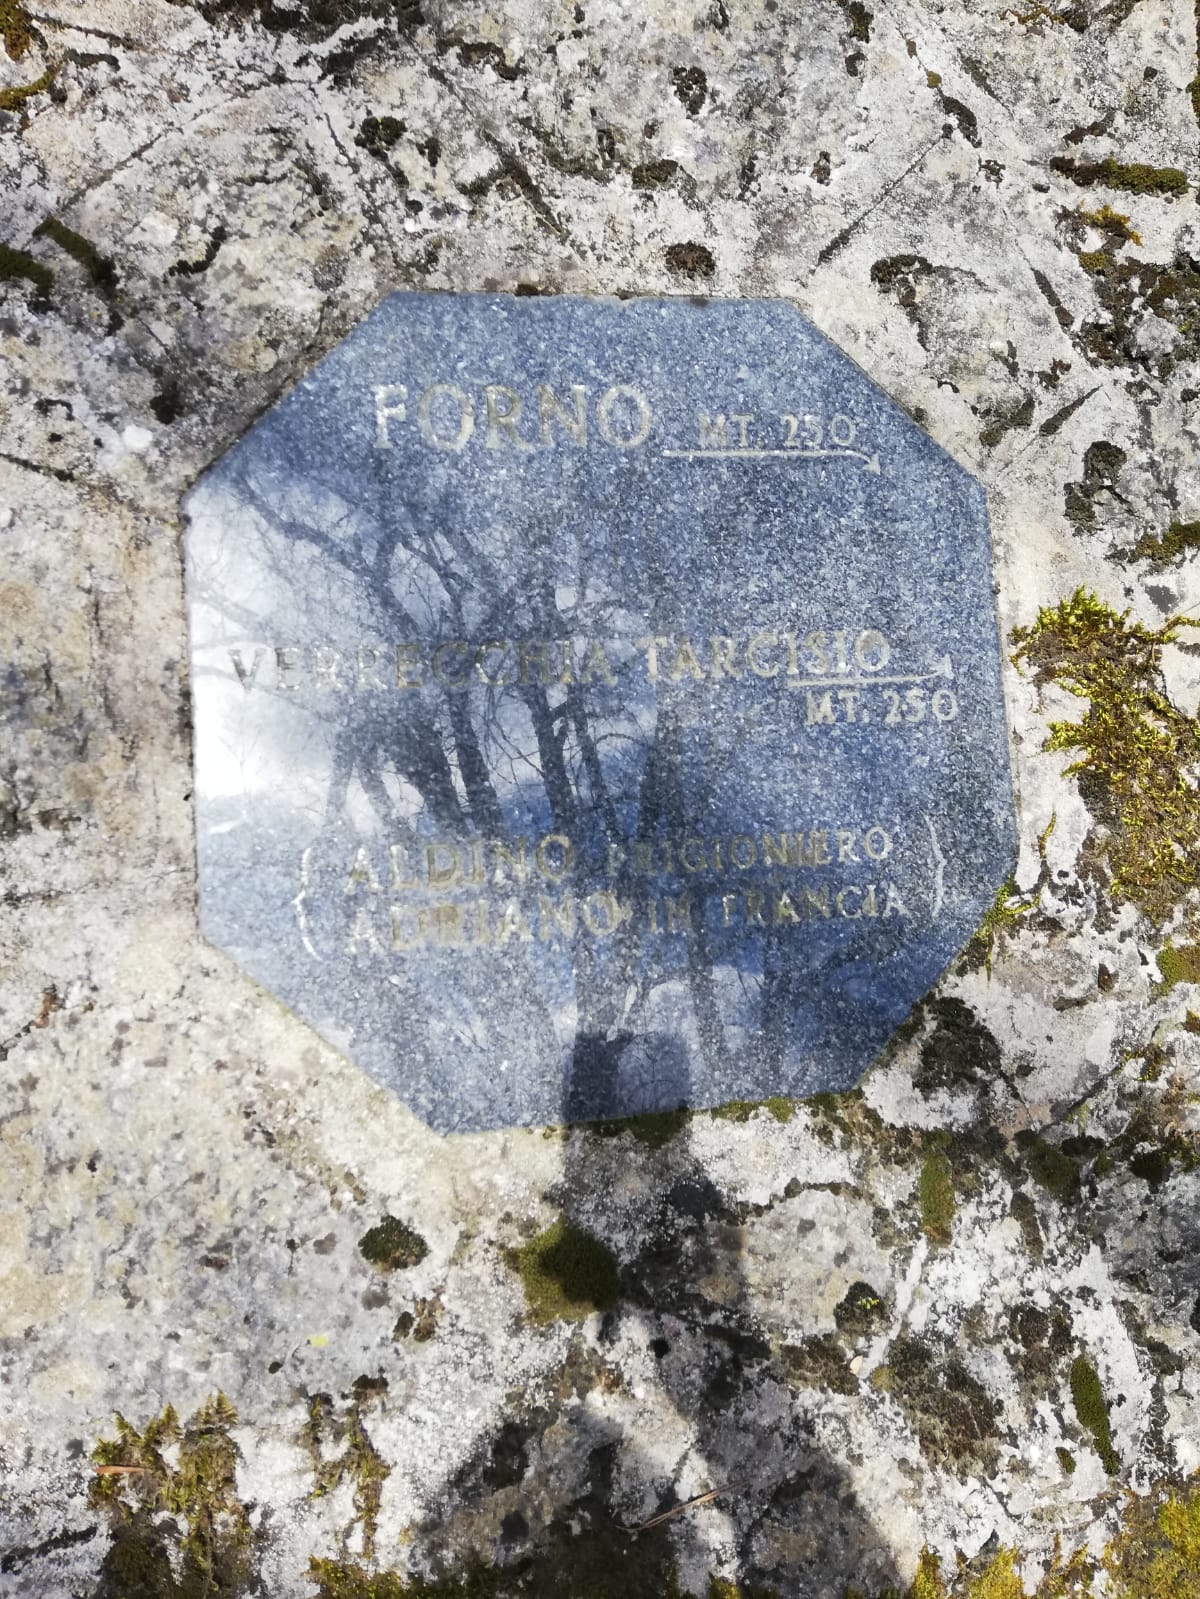 FORNO MT. 250
VERRECCHIA TARCISIO
MT. 250
ALDINO PRIGIONIERO
ADRIANO IN FRANCIA